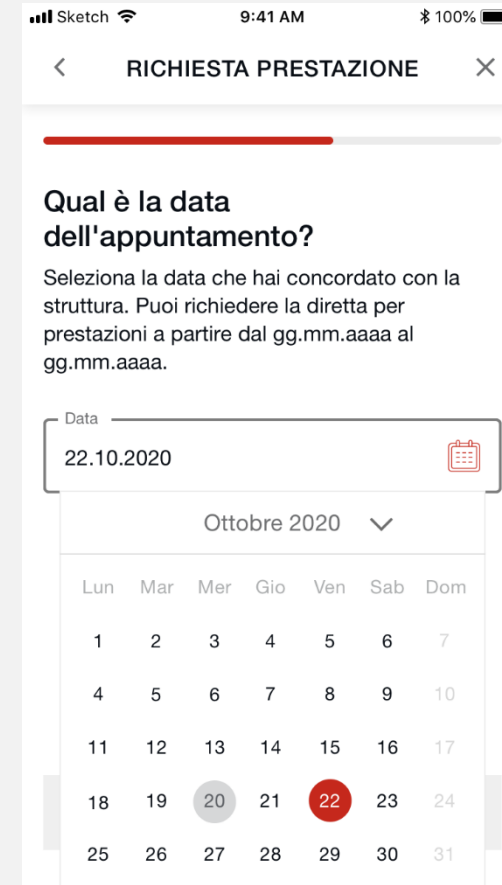 Sketch 9:41 AM 100%
RICHIESTA PRESTAZIONE
Qual è la data
dell'appuntamento?
Seleziona la data che hai concordato con la
struttura. Puoi richiedere la diretta per
prestazioni a partire dal gg.mm.aaaa al
gg.mm.aaaa.
Data
22.10.2020
Ottobre 2020
Lun Mar Mer Gio Ven Sab Dom
1 2 3 4 5 6 7
4 5 6 7 8 9 10
11 12 13 14 15 16 17
18 19 20 21 22 23 24
25 26 27 28 29 30 31